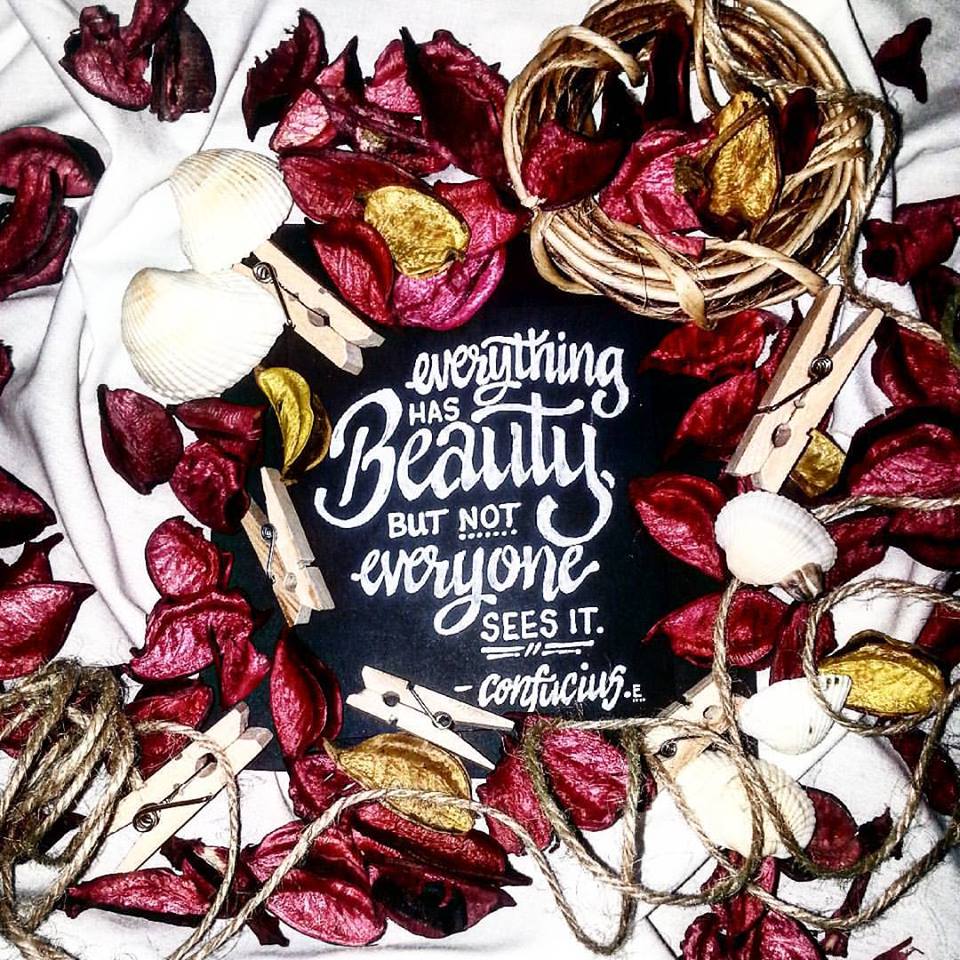 everything
HAS
Beauty
BUT NOT
everyone
SEES IT.
- confucius.E